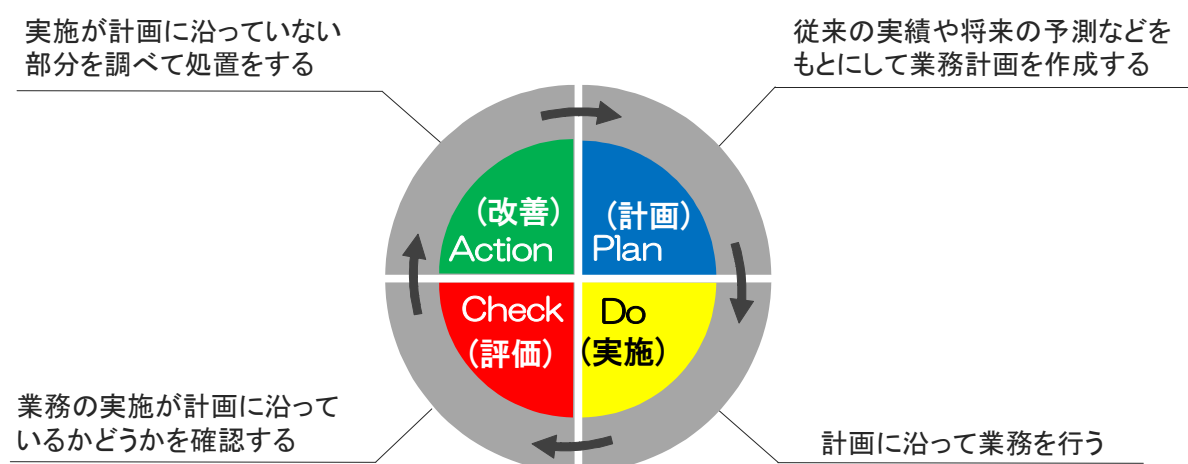 実施が計画に沿っていない
部分を調べて処置をする
従来の実績や将来の予測などを
もとにして業務計画を作成する
(改善)
Action
(計画)
Plan
Check
(評価)
Do
(実施)
業務の実施が計画に沿って
いるかどうかを確認する
計画に沿って業務を行う